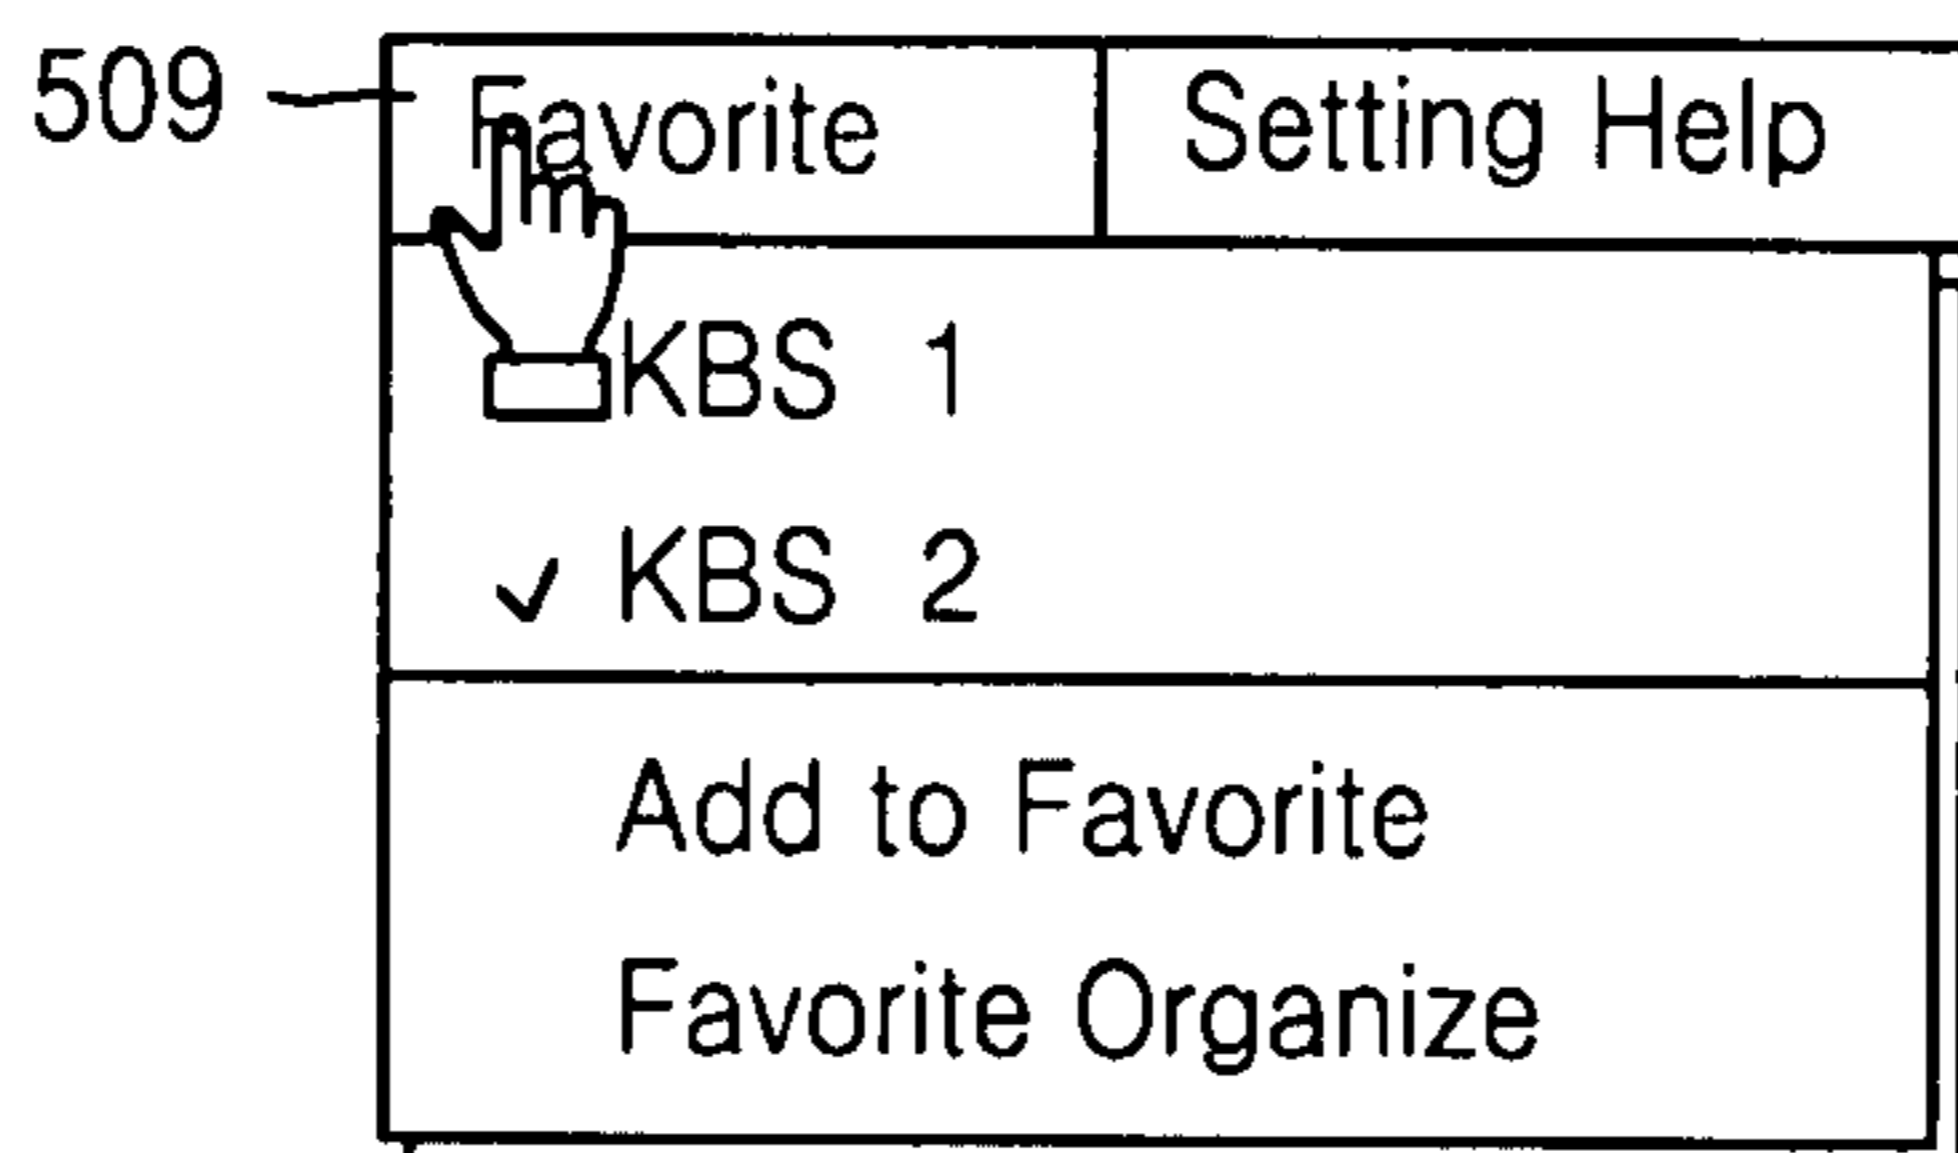 509 Favorite Setting Help
KBS 1
✓ KBS 2
Add to Favorite
Favorite Organize